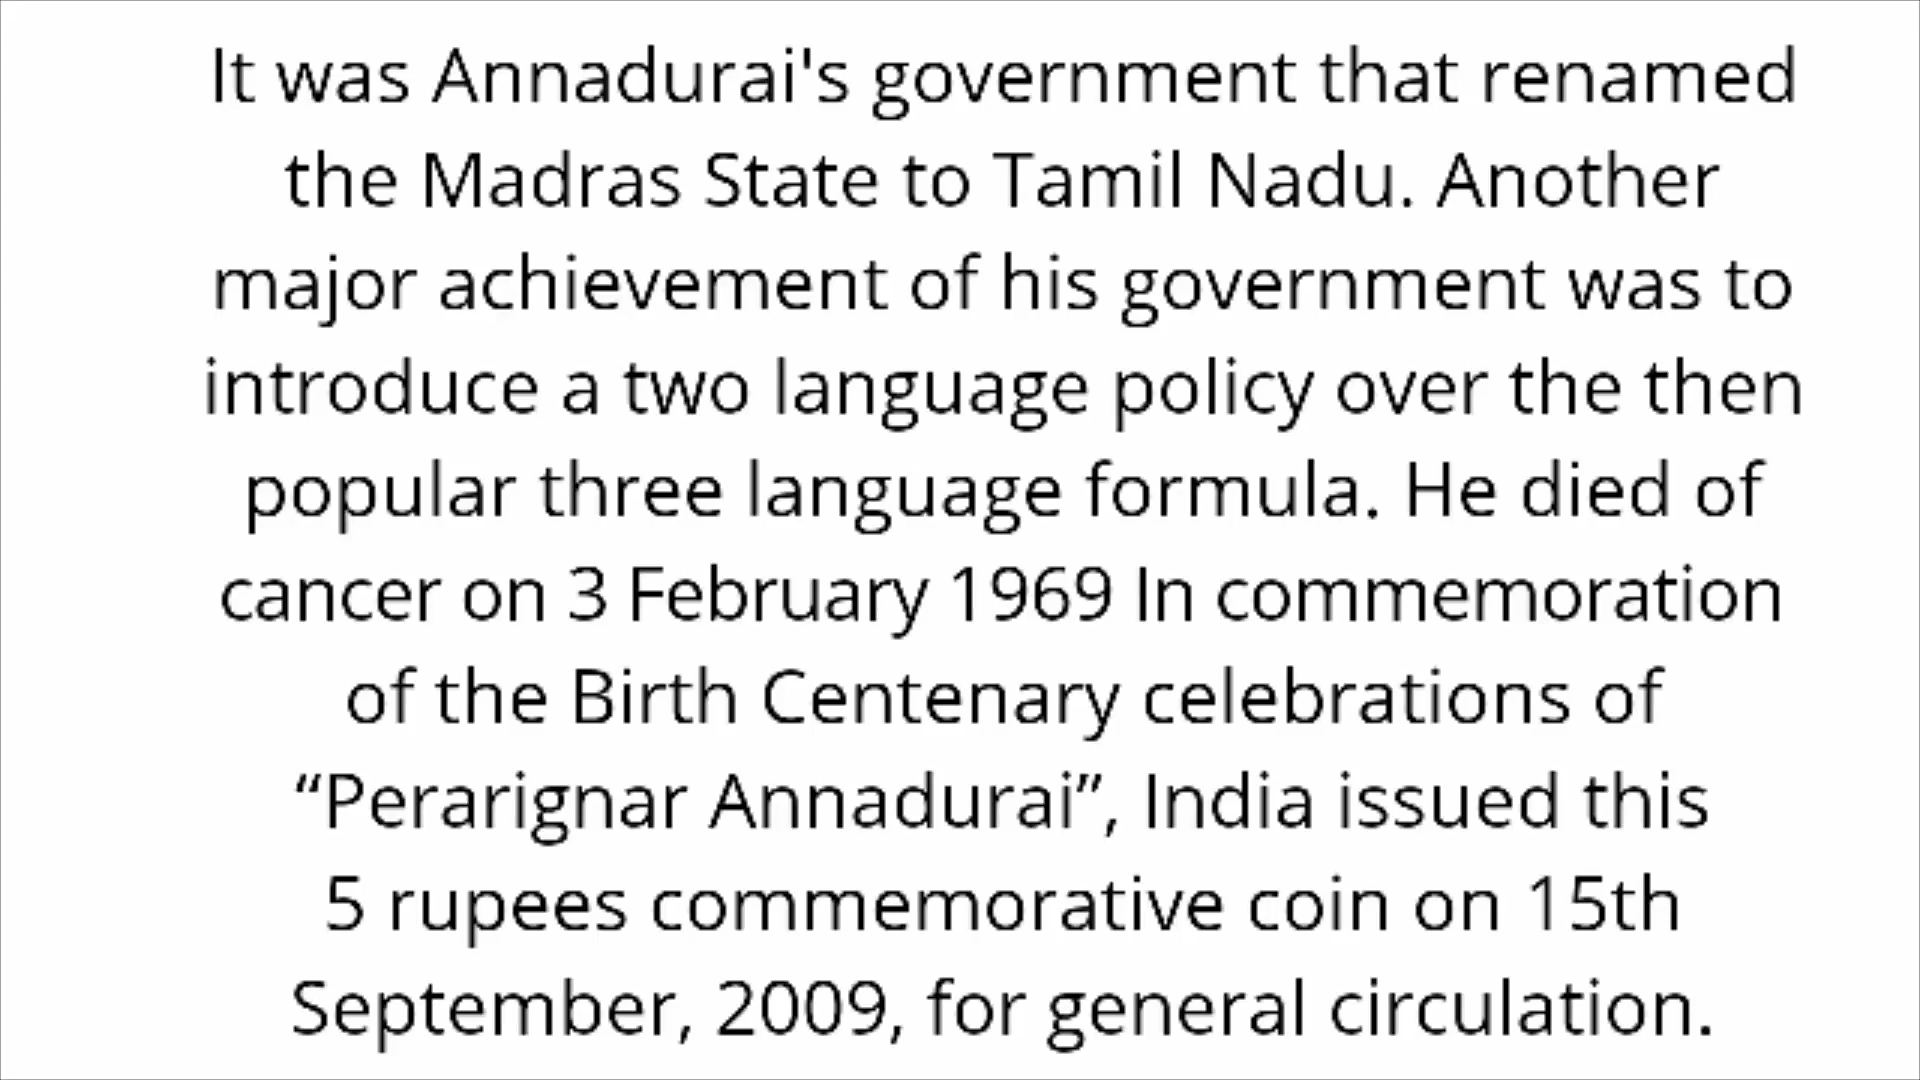 It was Annadurai's government that renamed
the Madras State to Tamil Nadu. Another
major achievement of his government was to
introduce a two language policy over the then
popular three language formula. He died of
cancer on 3 February 1969 In commemoration
of the Birth Centenary celebrations of
“Perarignar Annadurai”, India issued this
5 rupees commemorative coin on 15th
September, 2009, for general circulation.